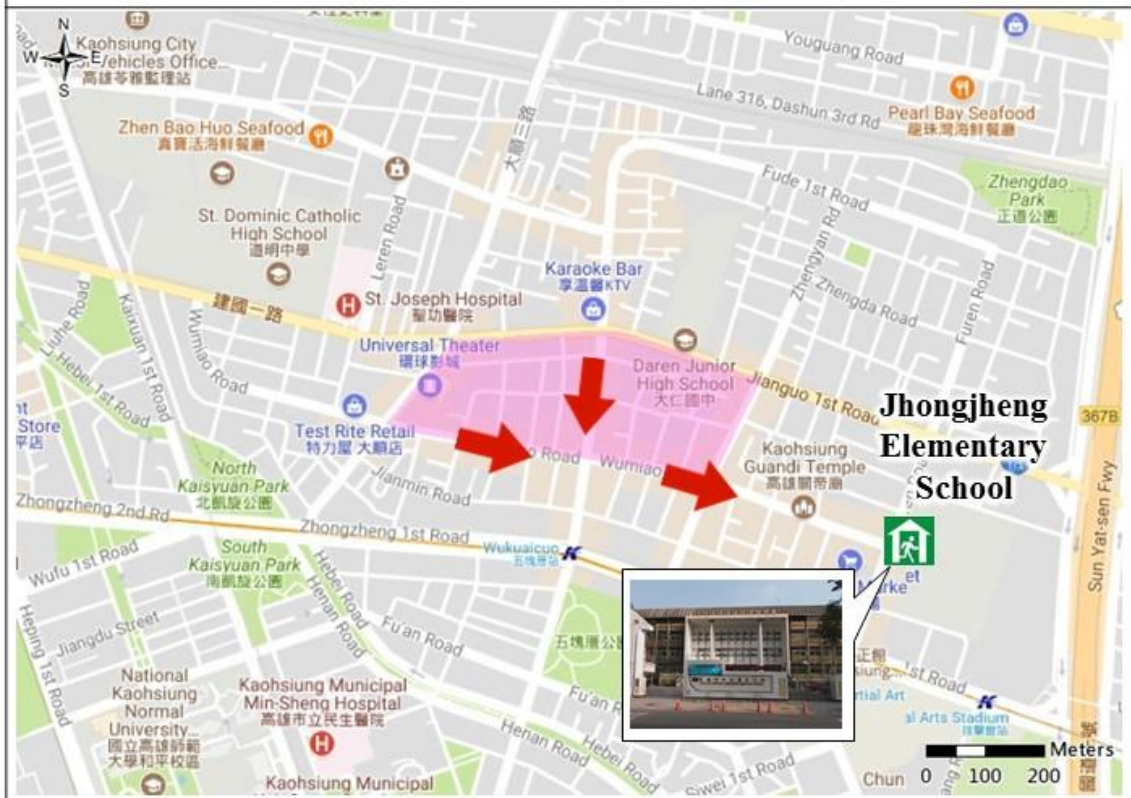 N
W
E
S
Kaohsiung City
Vehicles Office...
高雄苓雅監理站
Youguang Road
Lane 316, Dashun 3rd Rd
Pearl Bay Seafood
龍珠灣海鮮餐廳
Zhen Bao Huo Seafood
真寶活海鮮餐廳
大順三路
Fude 1st Road
Zhengdao
Park
正道公園
St. Dominic Catholic
High School
道明中學
Leren Road
Zhengyan Rd
Karaoke Bar
享溫馨KTV
Zhengda Road
Furen Road
建國一路
St. Joseph Hospital
聖功醫院
Liuhe Road
Kaixuan 1st Road
Wumiao Road
Hebei 1st Road
Universal Theater
環球影城
Daren Junior
High School
大仁國中
Jianguo 1st Road
Jhongjheng
Elementary
School
367B
Store
Test Rite Retail
特力屋 大順店
Road
Wumiao
Kaohsiung
Guandi Temple
高雄關帝廟
North
Kaisyuan Park
北凱旋公園
Jianmin Road
Zhongzheng 2nd Rd
Zhongzheng 1st Road
Sun Yat-sen Fwy
Wukuaicuo
五塊厝站
Wufu 1st Road
South
Kaisyuan Park
南凱旋公園
Hebei Road
Henan Road
Heping 1st Road
Jiangdu Street
Fu'an Road
五塊厝公
1st Road
National
Kaohsiung
Normal
University...
國立高雄師範
大學和平校區
Kaohsiung Municipal
Min-Sheng Hospital
高雄市立民生醫院
Fu'an
Henan Road
Hebei Road
Arts Stadium
Kaohsiung Municipal
Siwei 1st Road
Chun
Meters
0 100 200